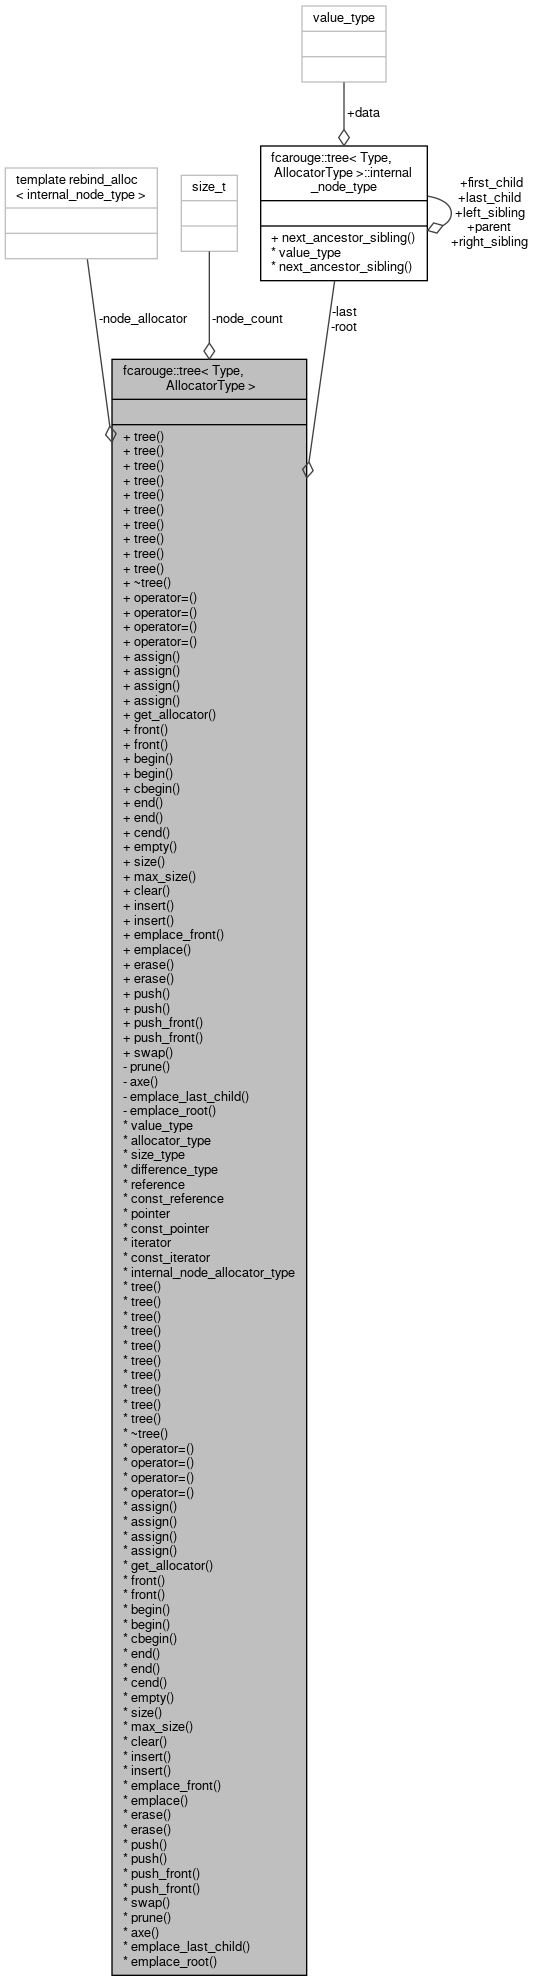 value_type
+data
fcarouge::tree< Type,
AllocatorType >::internal
_node_type
+ next_ancestor_sibling()
* value_type
* next_ancestor_sibling()
+first_child
+last_child
+left_sibling
+parent
+right_sibling
template rebind_alloc
< internal_node_type >
size_t
-node_allocator
-node_count
-last
-root
fcarouge::tree< Type,
AllocatorType >
+ tree()
+ tree()
+ tree()
+ tree()
+ tree()
+ tree()
+ tree()
+ tree()
+ tree()
+ tree()
+ ~tree()
+ operator=()
+ operator=()
+ operator=()
+ operator=()
+ assign()
+ assign()
+ assign()
+ assign()
+ get_allocator()
+ front()
+ front()
+ begin()
+ begin()
+ cbegin()
+ end()
+ end()
+ cend()
+ empty()
+ size()
+ max_size()
+ clear()
+ insert()
+ insert()
+ emplace_front()
+ emplace()
+ erase()
+ erase()
+ push()
+ push()
+ push_front()
+ push_front()
+ swap()
- prune()
- axe()
- emplace_last_child()
- emplace_root()
* value_type
* allocator_type
* size_type
* difference_type
* reference
* const_reference
* pointer
* const_pointer
* iterator
* const_iterator
* internal_node_allocator_type
* tree()
* tree()
* tree()
* tree()
* tree()
* tree()
* tree()
* tree()
* tree()
* tree()
* ~tree()
* operator=()
* operator=()
* operator=()
* operator=()
* assign()
* assign()
* assign()
* assign()
* get_allocator()
* front()
* front()
* begin()
* begin()
* cbegin()
* end()
* end()
* cend()
* empty()
* size()
* max_size()
* clear()
* insert()
* insert()
* emplace_front()
* emplace()
* erase()
* erase()
* push()
* push()
* push_front()
* push_front()
* swap()
* prune()
* axe()
* emplace_last_child()
* emplace_root()